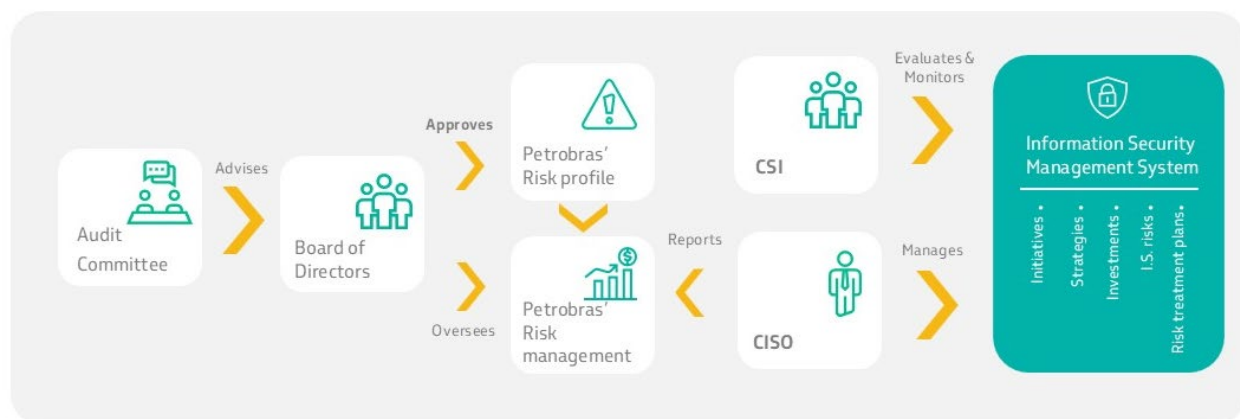 Audit
Committee
Advises
Board of
Directors
Approves
Oversees
Petrobras'
Risk profile
Petrobras'
Risk
management
Reports
CSI
CISO
Evaluates &
Monitors
Manages
Information Security
Management System
Initiatives •
Strategies •
Investments •
I.S. risks •
Risk treatment plans•